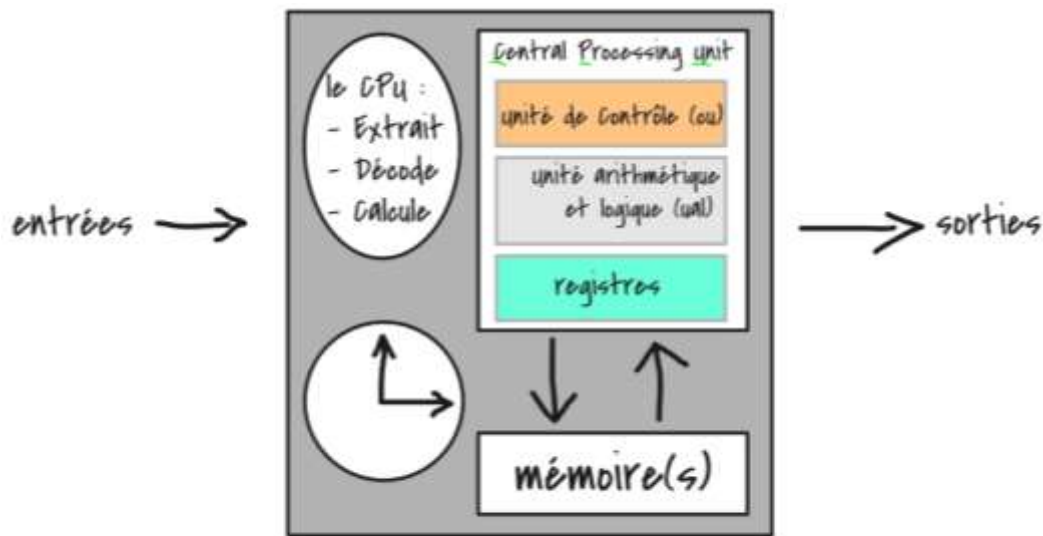 entrées
le CPU :
- Extrait
- Décode
- Calcule
Central Processing Unit
unité de Contrôle (cu)
unité arithmétique
et logique (ual)
registres
mémoire(s)
sorties